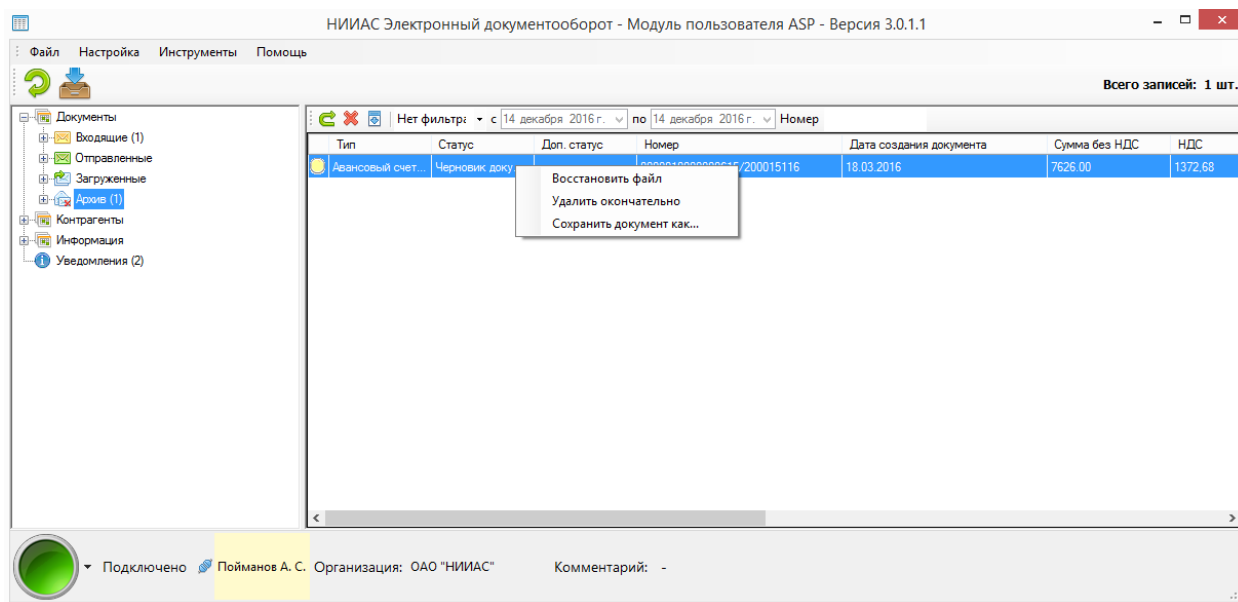 НИИАС Электронный документооборот - Модуль пользователя ASP - Версия 3.0.1.1
Файл Настройка Инструменты Помощь
Всего записей: 1 шт.
Документы
Входящие (1)
Отправленные
Загруженные
Архив (1)
Контрагенты
Информация
Уведомления (2)
Нет фильтра с 14 декабря 2016 г. по 14 декабря 2016 г. Номер
Тип Статус Доп. статус Номер Дата создания документа Сумма без НДС НДС
Авансовый счет... Черновик доку... /200015116 18.03.2016 7626.00 1372,68
Восстановить файл
Удалить окончательно
Сохранить документ как...
Подключено Пойманов А. С. Организация: ОАО "НИИАС" Комментарий: -